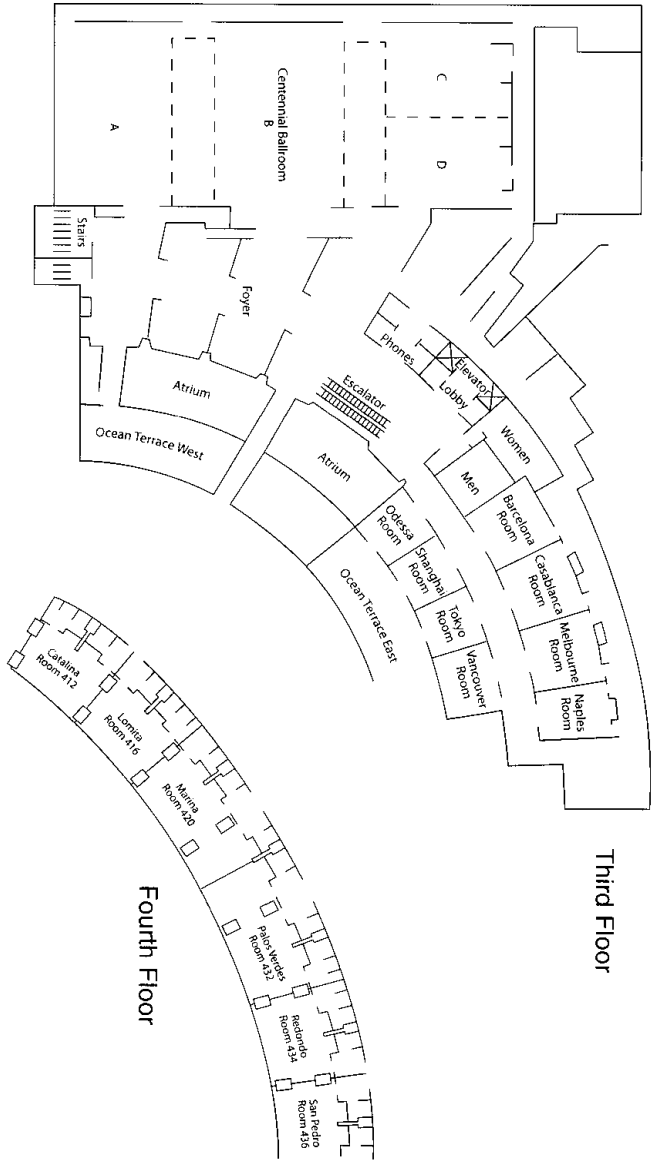 Third Floor
C
D
Centennial Ballroom
B
A
Stairs
Foyer
Phones
Elevator
Lobby
Women
Men
Escalator
Atrium
Ocean Terrace West
Atrium
Ocean Terrace East
Barcelona
Room
Casablanca
Room
Melbourne
Room
Naples
Room
Odessa
Room
Shanghai
Room
Tokyo
Room
Vancouver
Room
Fourth Floor
Catalina
Room 412
Lomita
Room 416
Marina
Room 420
Palos Verdes
Room 432
Redondo
Room 434
San Pedro
Room 436